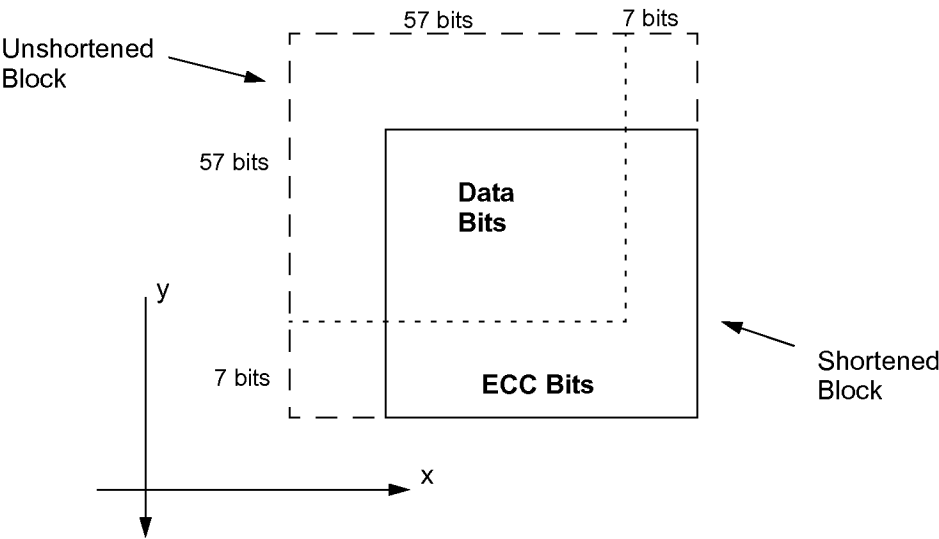 57 bits
7 bits
Unshortened
Block
57 bits
Data
Bits
y
7 bits
ECC Bits
Shortened
Block
x